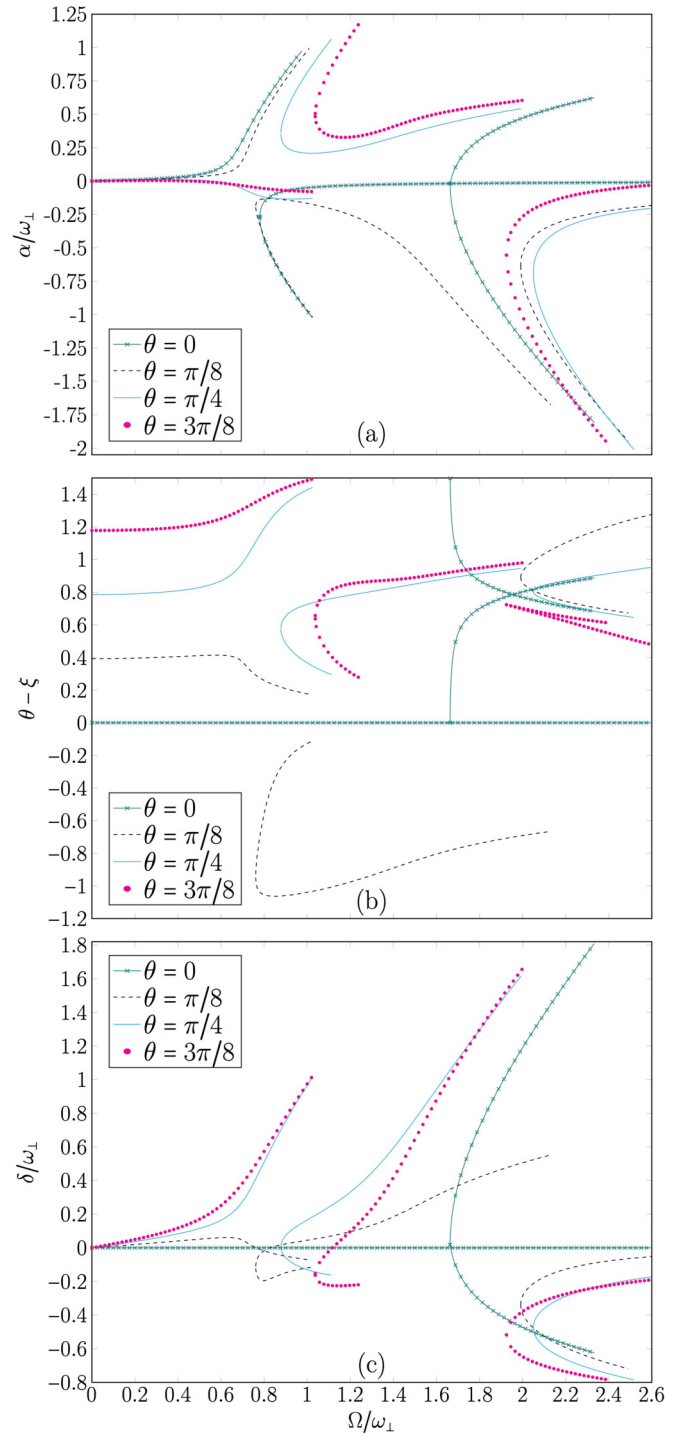 1.25
1
0.75
0.5
0.25
0
-0.25
-0.5
-0.75
-1
-1.25
-1.5
-1.75
-2
α/ω⊥
θ = 0
θ = π/8
θ = π/4
θ = 3π/8
(a)
1.4
1.2
1
0.8
0.6
0.4
0.2
0
−0.2
−0.4
−0.6
−0.8
−1
−1.2
θ − ξ
θ = 0
θ = π/8
θ = π/4
θ = 3π/8
(b)
1.8
1.6
1.4
1.2
1
0.8
0.6
0.4
0.2
0
−0.2
−0.4
−0.6
−0.8
δ/ω⊥
θ = 0
θ = π/8
θ = π/4
θ = 3π/8
(c)
0 0.2 0.4 0.6 0.8 1 1.2 1.4 1.6 1.8 2 2.2 2.4 2.6
Ω/ω⊥